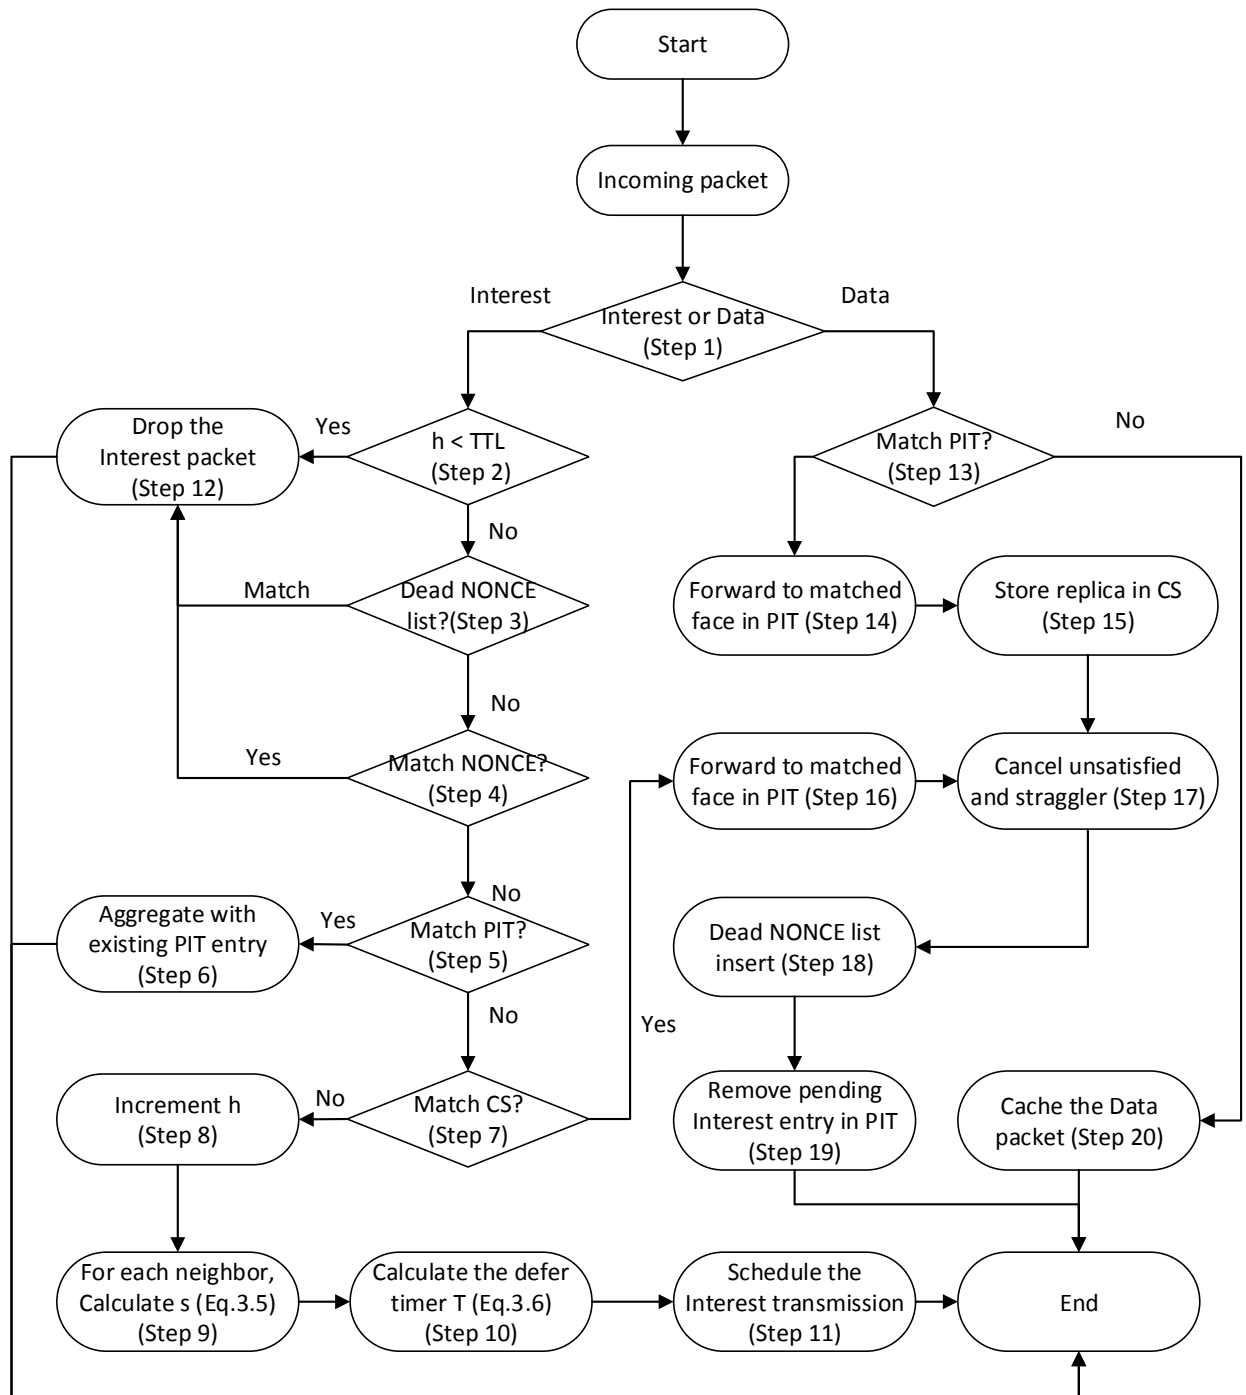 Start
Incoming packet
Interest
Data
Interest or Data
(Step 1)
Drop the
Interest packet
(Step 12)
Yes
h < TTL
(Step 2)
Match PIT?
(Step 13)
No
No
Match
Dead NONCE
list?(Step 3)
Forward to matched
face in PIT (Step 14)
Store replica in CS
(Step 15)
No
Yes
Match NONCE?
(Step 4)
Forward to matched
face in PIT (Step 16)
Cancel unsatisfied
and straggler (Step 17)
No
Aggregate with
existing PIT entry
(Step 6)
Yes
Match PIT?
(Step 5)
Dead NONCE list
insert (Step 18)
No
Yes
Increment h
(Step 8)
No
Match CS?
(Step 7)
Remove pending
Interest entry in PIT
(Step 19)
Cache the Data
packet (Step 20)
For each neighbor,
Calculate s (Eq.3.5)
(Step 9)
Calculate the defer
timer T (Eq.3.6)
(Step 10)
Schedule the
Interest transmission
(Step 11)
End